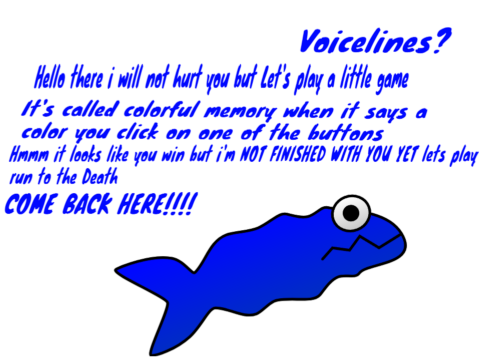 Voicelines?
Hello there i will not hurt you but Let's play a little game
It's called colorful memory when it says a
color you click on one of the buttons
Hmmm it looks like you win but i'm NOT FINISHED WITH YOU YET lets play
run to the Death
COME BACK HERE!!!!